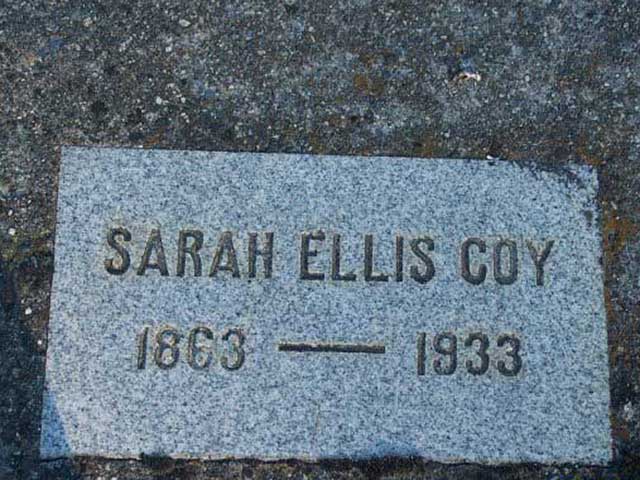 SARAH ELLIS COY
1863 — 1933